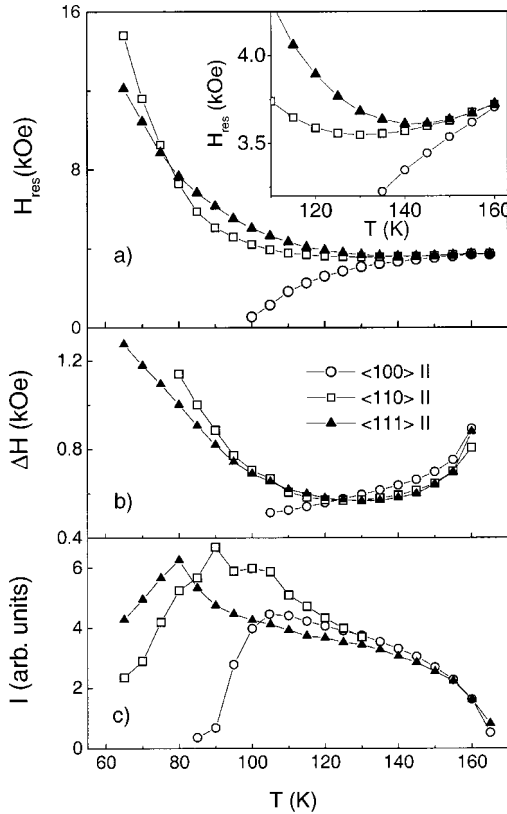 16
8
0
H_res (kOe)
a)
4.0
3.5
H_res (kOe)
120
140
160
T (K)
1.2
0.8
0.4
ΔH (kOe)
b)
<100> II
<110> II
<111> II
6
4
2
0
I (arb. units)
c)
60
80
100
120
140
160
T (K)